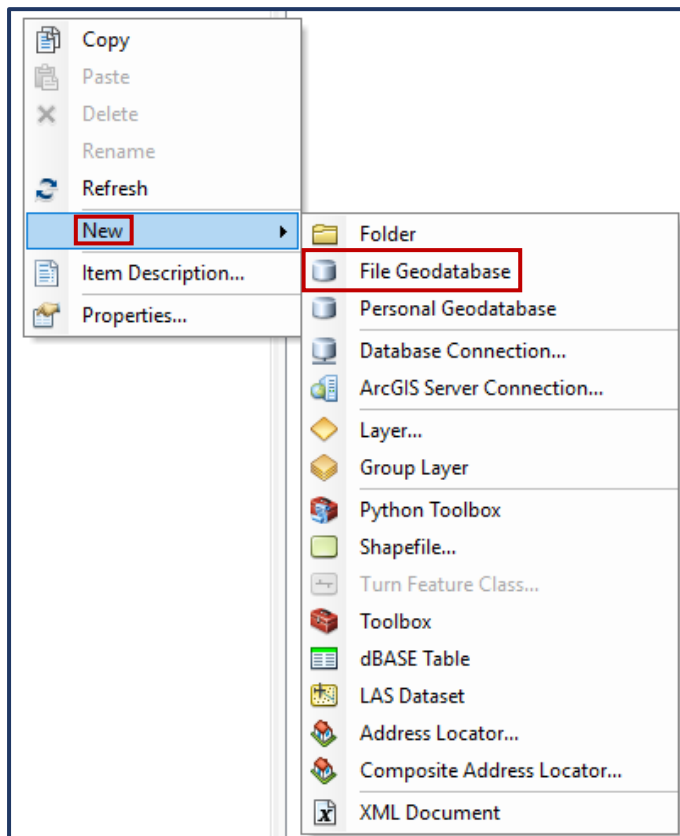 Copy
Paste
Delete
Rename
Refresh
New
Item Description...
Properties...
Folder
File Geodatabase
Personal Geodatabase
Database Connection...
ArcGIS Server Connection...
Layer...
Group Layer
Python Toolbox
Shapefile...
Turn Feature Class...
Toolbox
dBASE Table
LAS Dataset
Address Locator...
Composite Address Locator...
XML Document